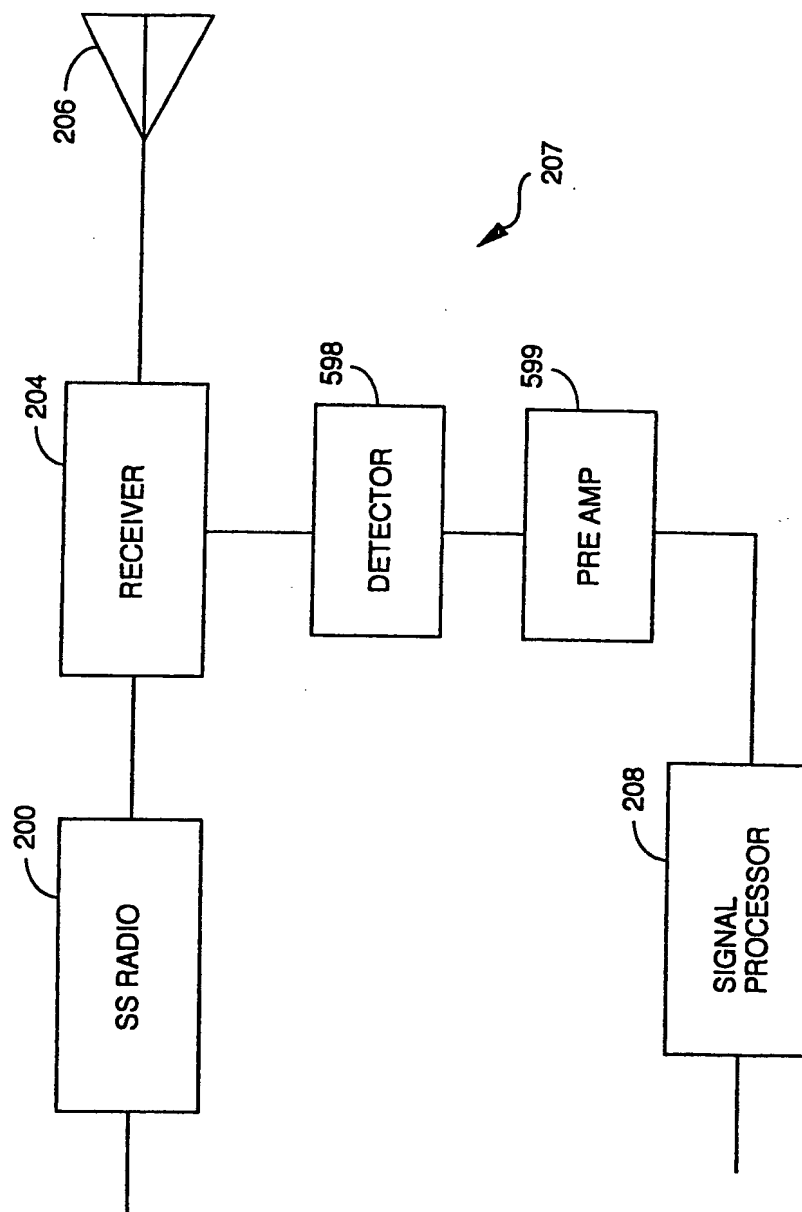 200
SS RADIO
204
RECEIVER
206
598
DETECTOR
207
599
PRE AMP
208
SIGNAL
PROCESSOR